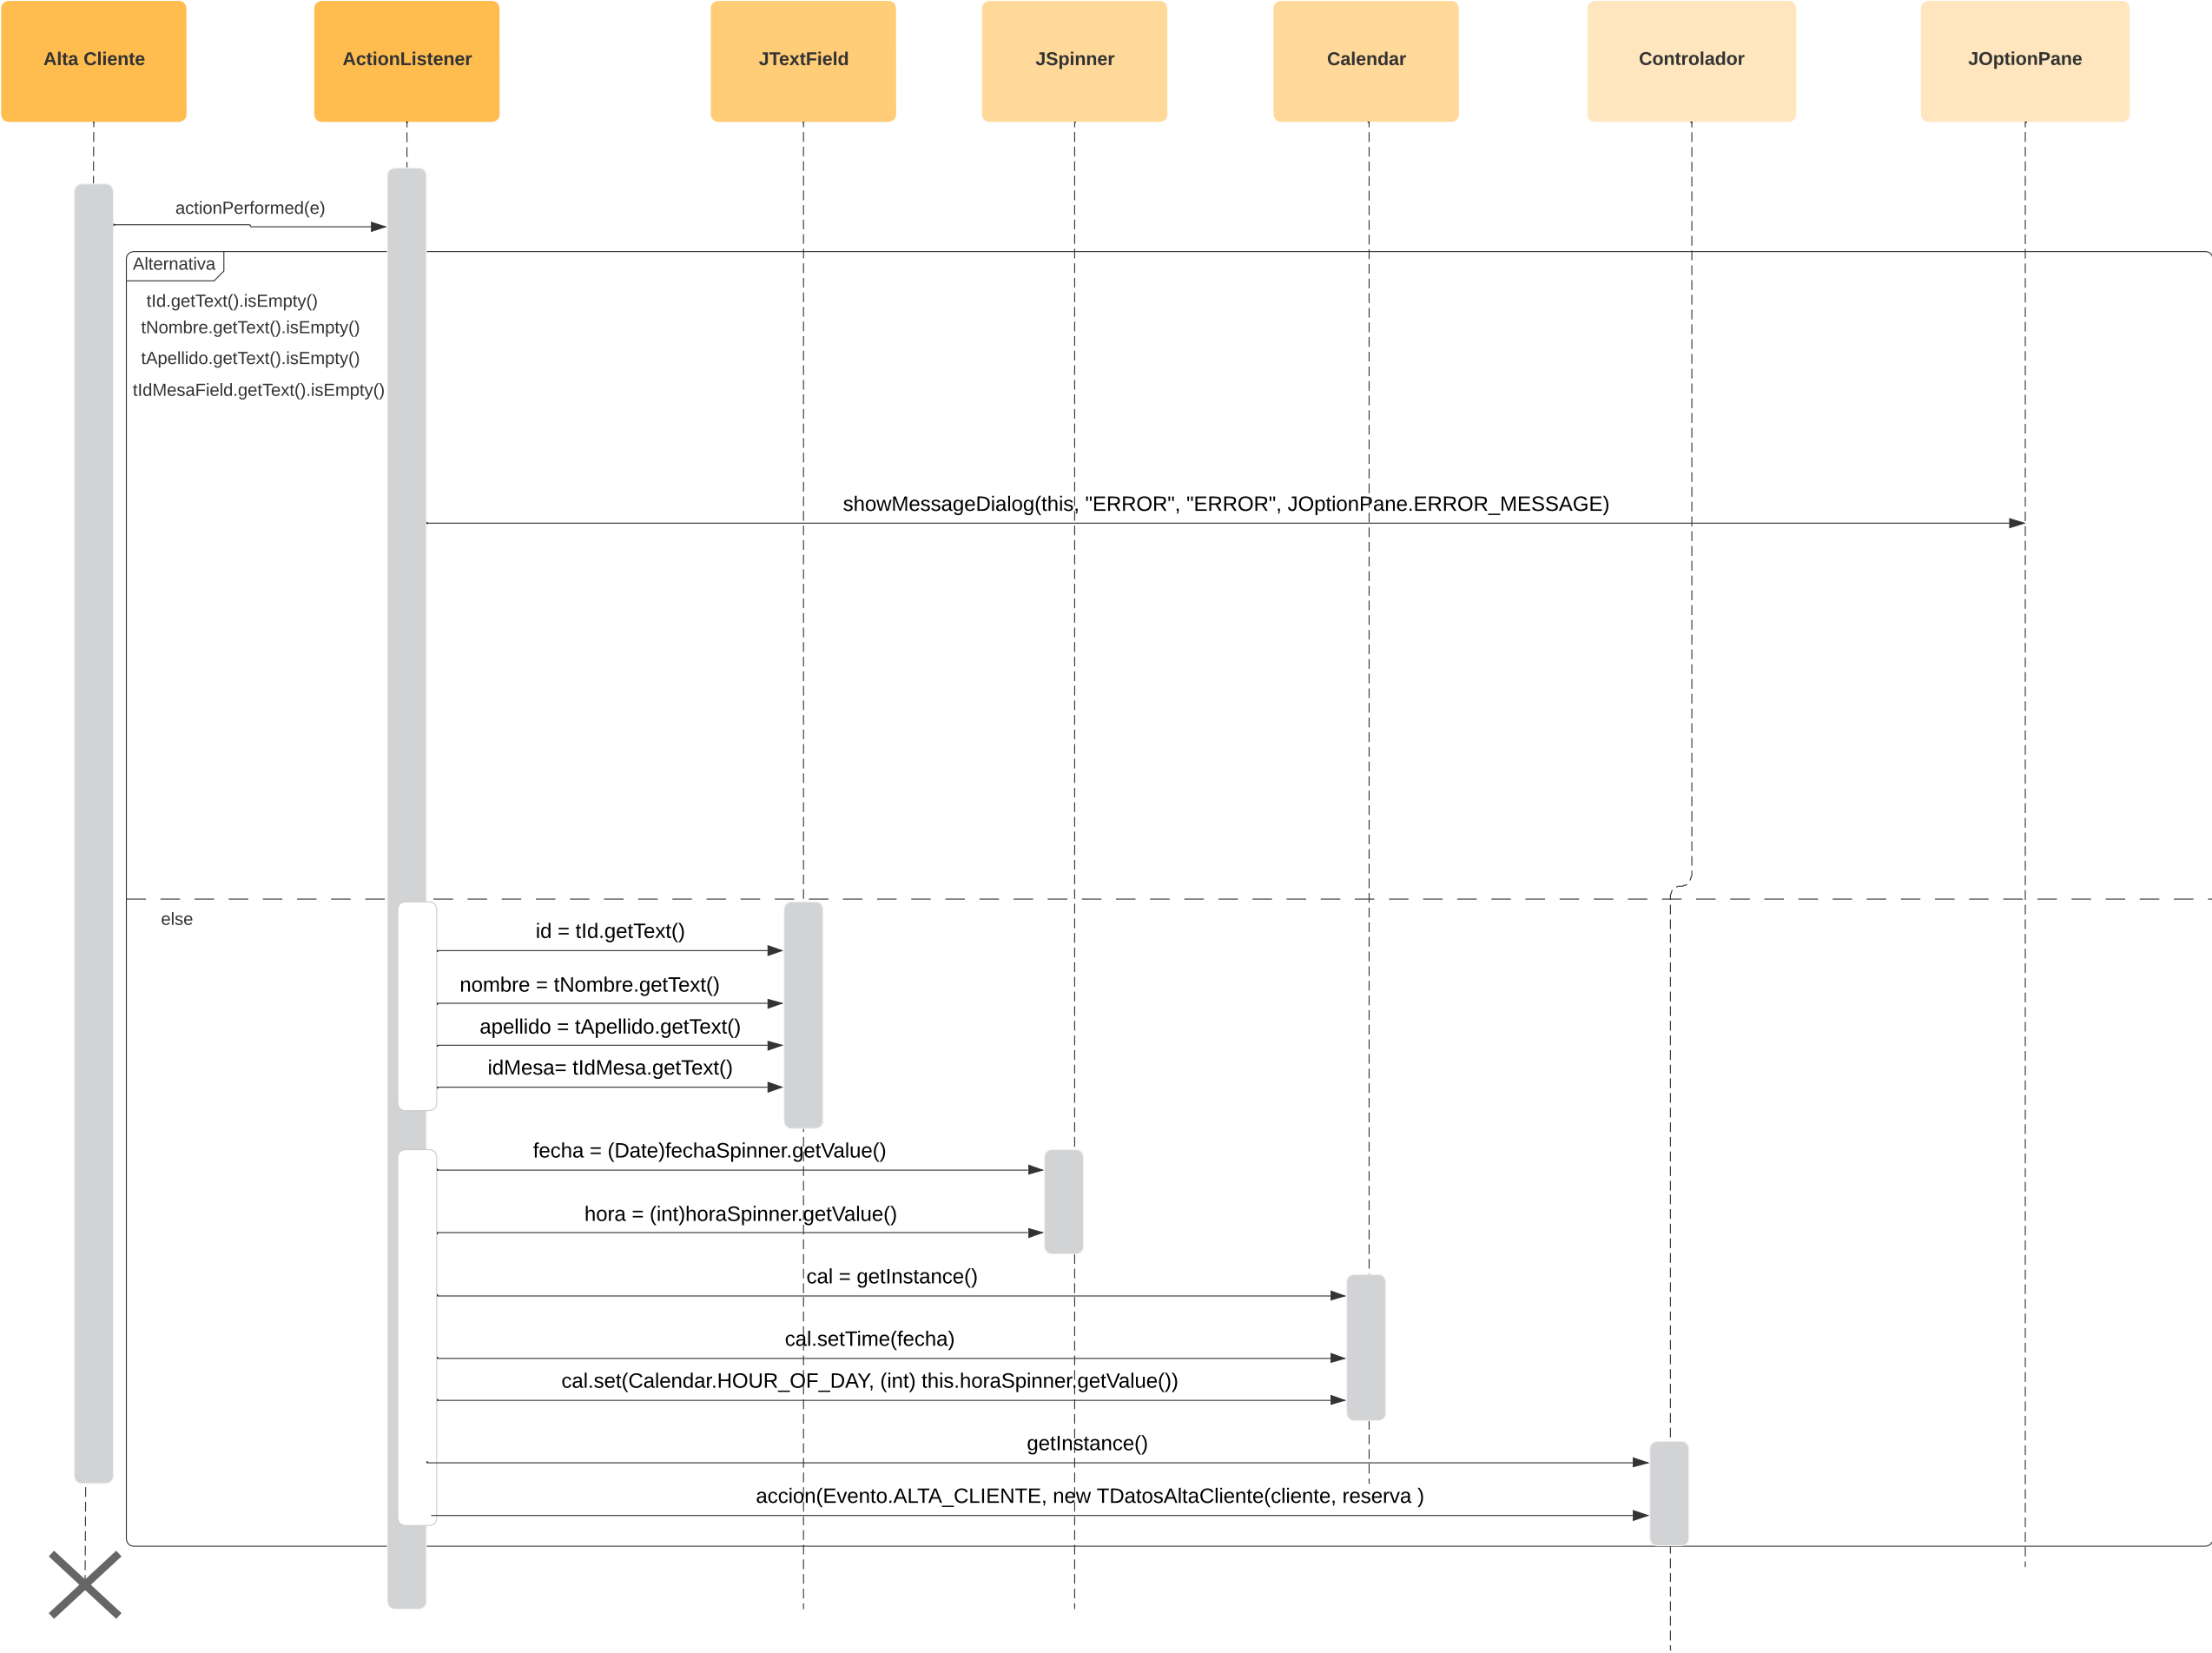 Alta Cliente
ActionListener
JTextField
JSpinner
Calendar
Controlador
JOptionPane
actionPerformed(e)
Alternativa
tId.getText().isEmpty()
tNombre.getText().isEmpty()
tApellido.getText().isEmpty()
tIdMesaField.getText().isEmpty()
showMessageDialog(this, "ERROR", "ERROR", JOptionPane.ERROR_MESSAGE)
else
id = tId.getText()
nombre = tNombre.getText()
apellido = tApellido.getText()
idMesa= tIdMesa.getText()
fecha = (Date)fechaSpinner.getValue()
hora = (int)horaSpinner.getValue()
cal = getInstance()
cal.setTime(fecha)
cal.set(Calendar.HOUR_OF_DAY, (int) this.horaSpinner.getValue())
getInstance()
accion(Evento.ALTA_CLIENTE, new TDatosAltaCliente(cliente, reserva )